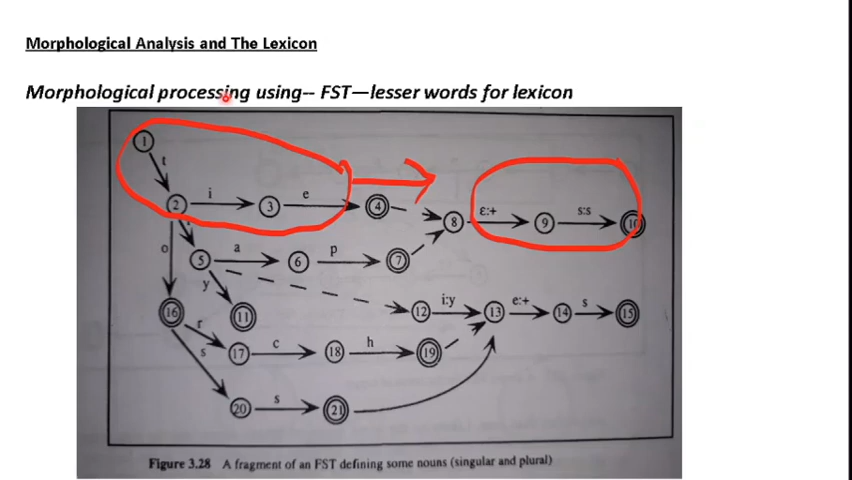 Morphological Analysis and The Lexicon
Morphological processing using-- FST—lesser words for lexicon
1
t
2 i 3 e 4
8 ε:+ 9 s:s 10
o
5 a 6 p 7
y
12 i:y 13 e:+ 14 s 15
16
11
r
s
17 c 18 h 19
20 s 21
Figure 3.28 A fragment of an FST defining some nouns (singular and plural)